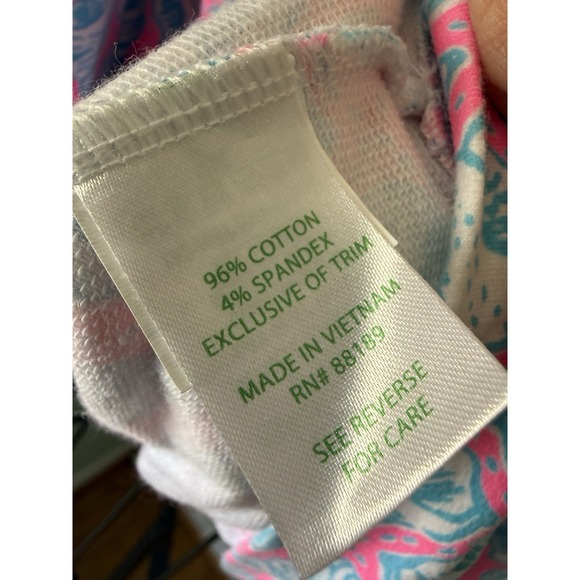 96% COTTON
4% SPANDEX
EXCLUSIVE OF TRIM
MADE IN VIETNAM
RN# 88189
SEE REVERSE
FOR CARE